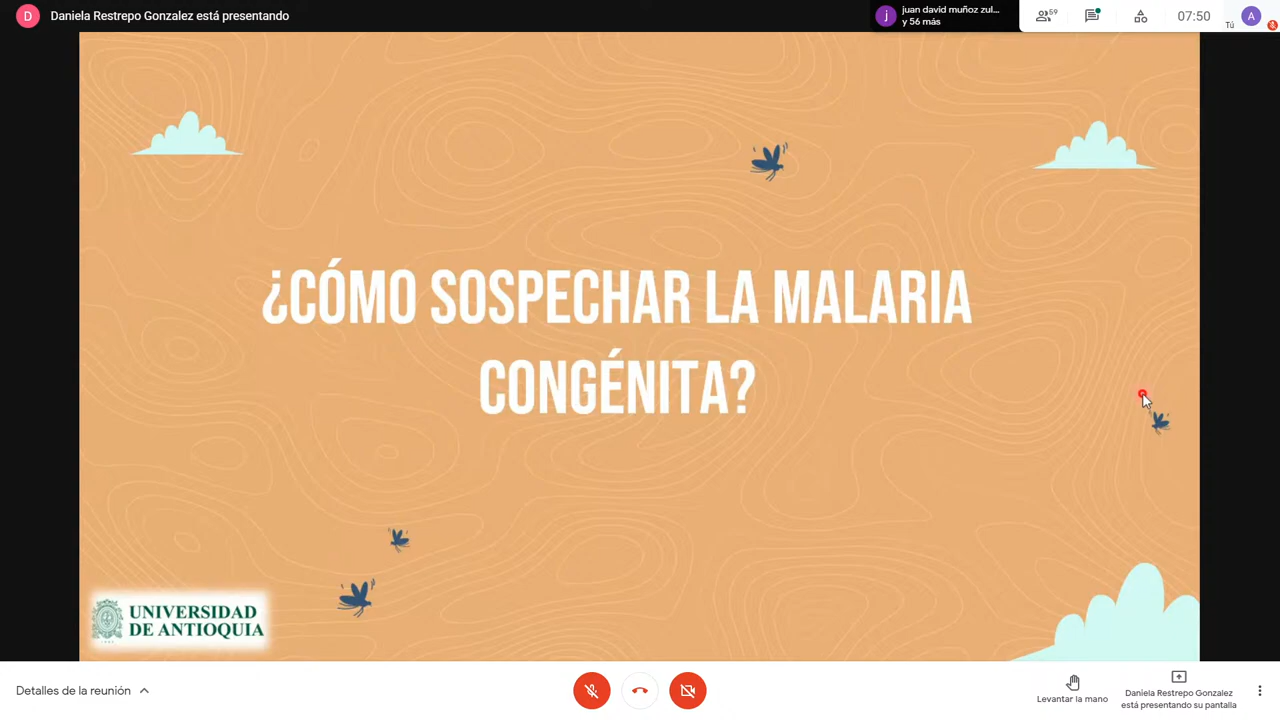 D
Daniela Restrepo Gonzalez está presentando
j
juan david muñoz zul...
y 56 más
59
07:50
Tú
A
¿CÓMO SOSPECHAR LA MALARIA
CONGÉNITA?
UNIVERSIDAD
DE ANTIOQUIA
Detalles de la reunión
Levantar la mano
Daniela Restrepo Gonzalez
está presentando su pantalla